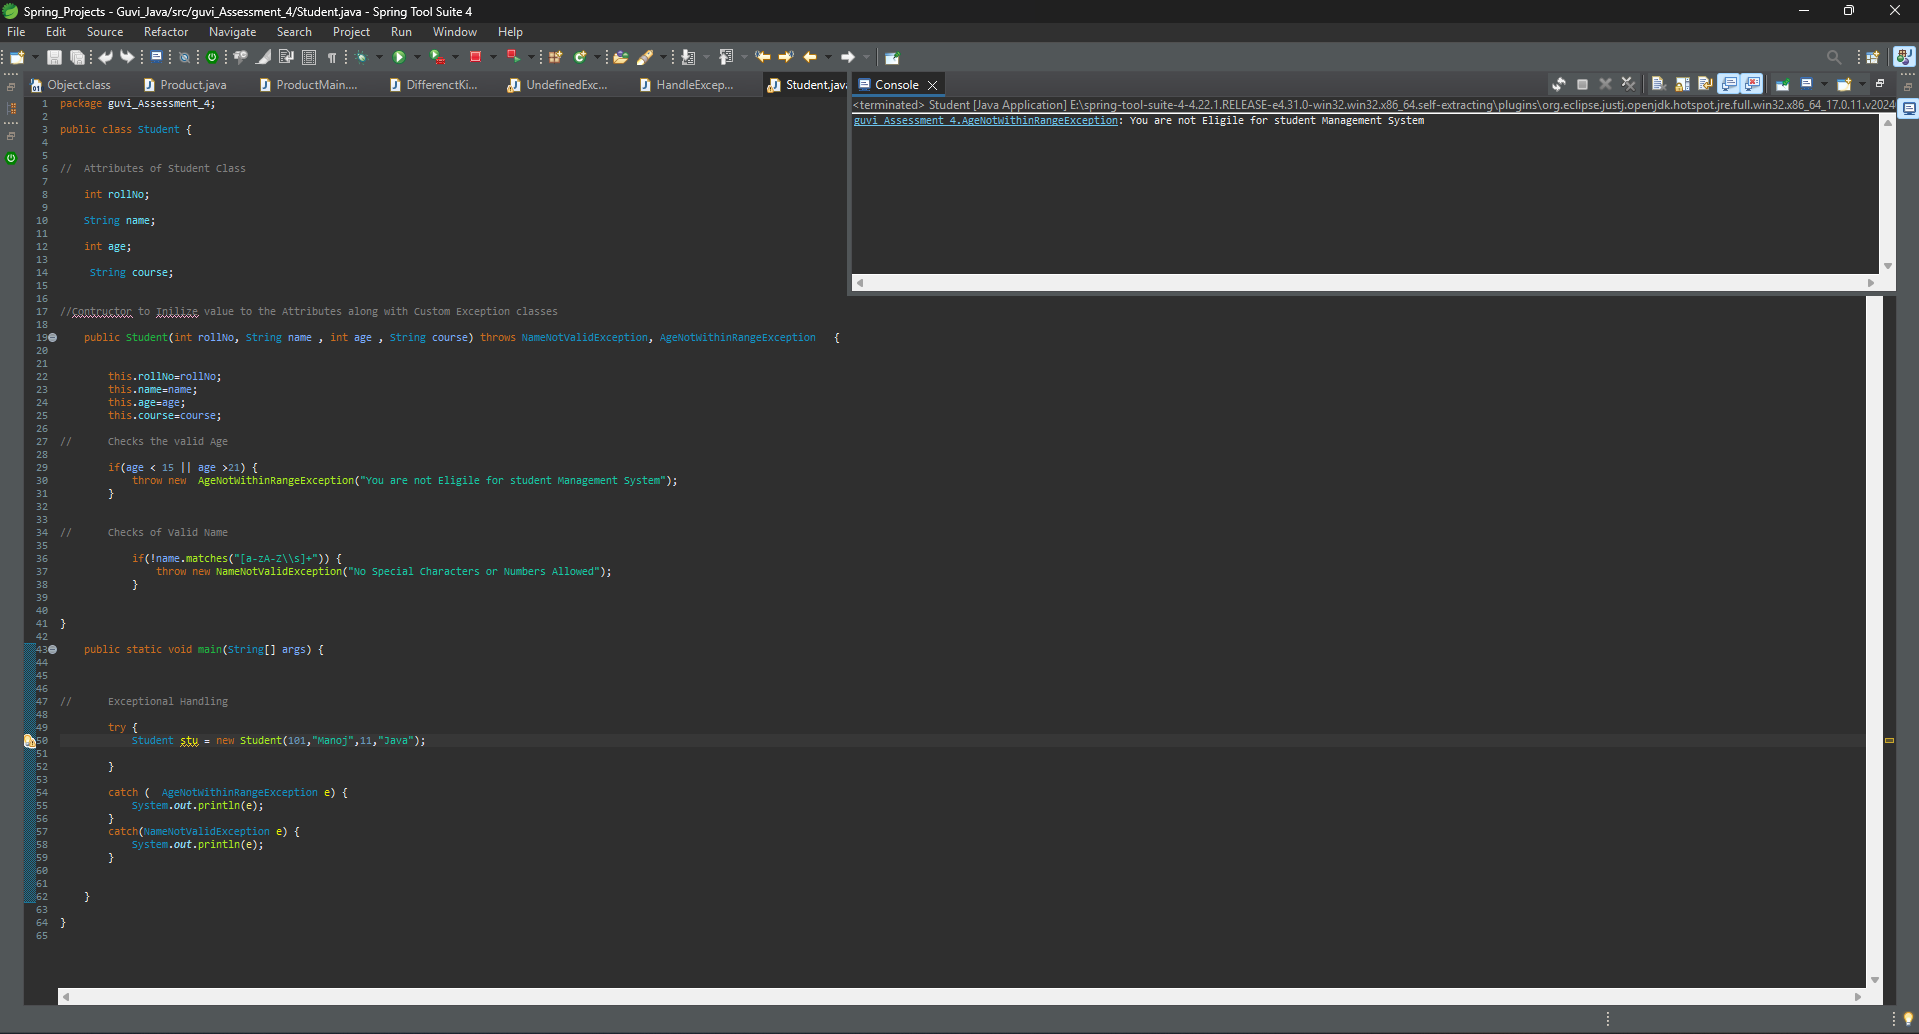 Spring_Projects - Guvi_Java/src/guvi_Assessment_4/Student.java - Spring Tool Suite 4
File Edit Source Refactor Navigate Search Project Run Window Help
Object.class Product.java ProductMain.... DifferenctKi... UndefinedExc... HandleExcep... Student.java
Console
<terminated> Student [Java Application] E:\spring-tool-suite-4-4.22.1.RELEASE-e4.31.0-win32.win32.x86_64.self-extracting\plugins\org.eclipse.justj.openjdk.hotspot.jre.full.win32.x86_64_17.0.11.v2024
guvi_Assessment_4.AgeNotWithinRangeException: You are not Eligile for student Management System
1 package guvi_Assessment_4;
2
3 public class Student {
4
5
6 // Attributes of Student Class
7
8 int rollNo;
9
10 String name;
11
12 int age;
13
14 String course;
15
16
17 //Contructor to Inilize value to the Attributes along with Custom Exception classes
18
19 public Student(int rollNo, String name , int age , String course) throws NameNotValidException, AgeNotWithinRangeException {
20
21
22 this.rollNo=rollNo;
23 this.name=name;
24 this.age=age;
25 this.course=course;
26
27 // Checks the valid Age
28
29 if(age < 15 || age >21) {
30 throw new AgeNotWithinRangeException("You are not Eligile for student Management System");
31 }
32
33
34 // Checks of Valid Name
35
36 if(!name.matches("[a-zA-Z\\s]+")) {
37 throw new NameNotValidException("No Special Characters or Numbers Allowed");
38 }
39
40
41 }
42
43 public static void main(String[] args) {
44
45
46
47 // Exceptional Handling
48
49 try {
50 Student stu = new Student(101,"Manoj",11,"Java");
51
52 }
53
54 catch ( AgeNotWithinRangeException e) {
55 System.out.println(e);
56 }
57 catch(NameNotValidException e) {
58 System.out.println(e);
59 }
60
61
62 }
63
64 }
65